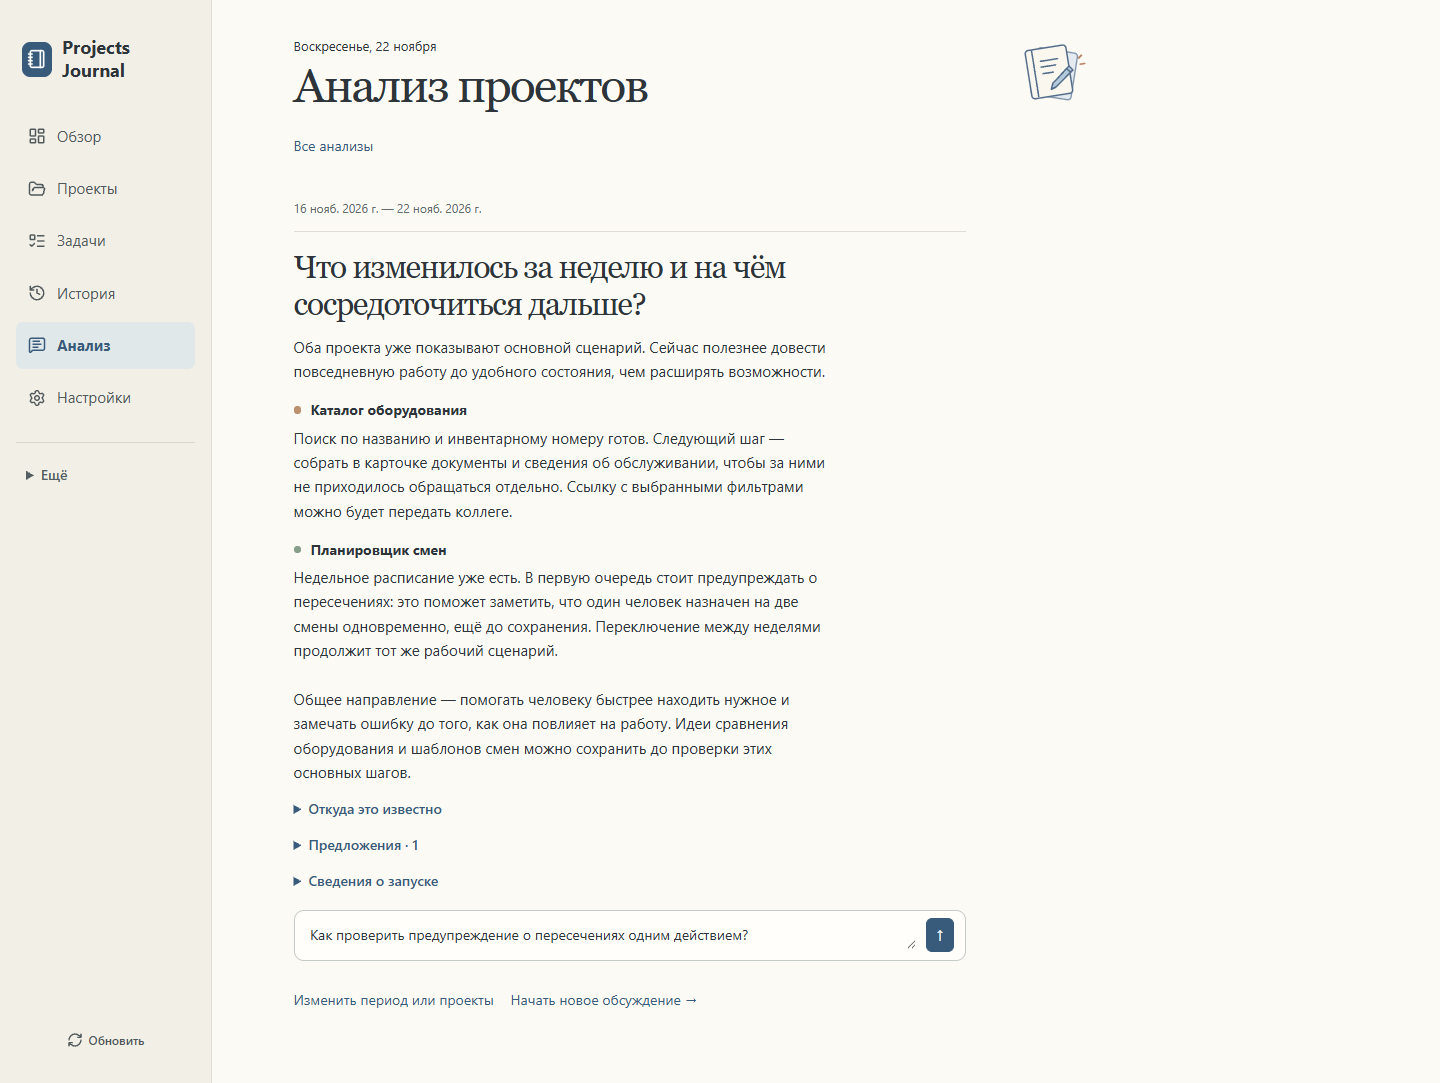 Projects
Journal
Обзор
Проекты
Задачи
История
Анализ
Настройки
Ещё
Обновить
Воскресенье, 22 ноября
Анализ проектов
Все анализы
16 нояб. 2026 г. — 22 нояб. 2026 г.
Что изменилось за неделю и на чём
сосредоточиться дальше?
Оба проекта уже показывают основной сценарий. Сейчас полезнее довести
повседневную работу до удобного состояния, чем расширять возможности.
Каталог оборудования
Поиск по названию и инвентарному номеру готов. Следующий шаг —
собрать в карточке документы и сведения об обслуживании, чтобы за ними
не приходилось обращаться отдельно. Ссылку с выбранными фильтрами
можно будет передать коллеге.
Планировщик смен
Недельное расписание уже есть. В первую очередь стоит предупреждать о
пересечениях: это поможет заметить, что один человек назначен на две
смены одновременно, ещё до сохранения. Переключение между неделями
продолжит тот же рабочий сценарий.
Общее направление — помогать человеку быстрее находить нужное и
замечать ошибку до того, как она повлияет на работу. Идеи сравнения
оборудования и шаблонов смен можно сохранить до проверки этих
основных шагов.
Откуда это известно
Предложения · 1
Сведения о запуске
Как проверить предупреждение о пересечениях одним действием?
↑
Изменить период или проекты Начать новое обсуждение →